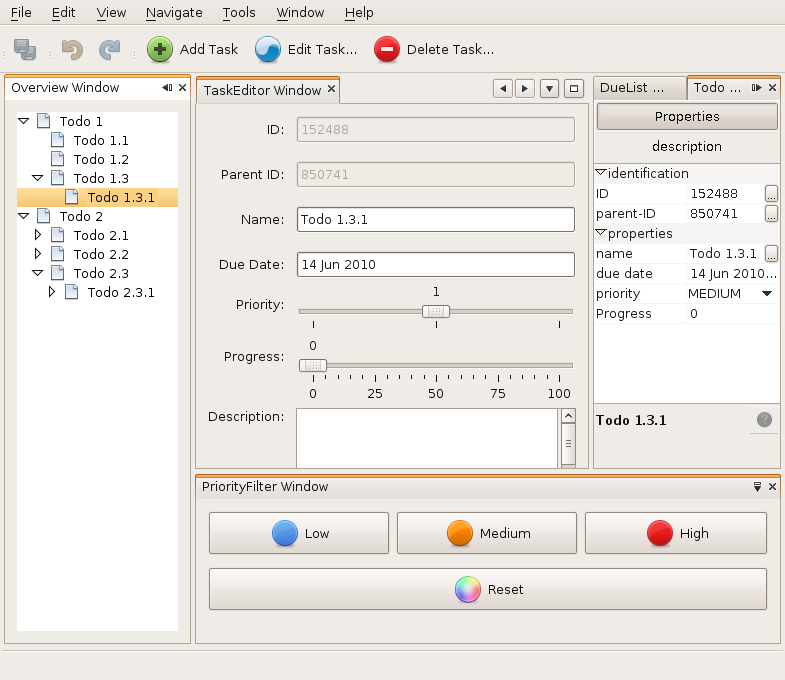 File Edit View Navigate Tools Window Help
Add Task Edit Task... Delete Task...
Overview Window
Todo 1
Todo 1.1
Todo 1.2
Todo 1.3
Todo 1.3.1
Todo 2
Todo 2.1
Todo 2.2
Todo 2.3
Todo 2.3.1
TaskEditor Window
ID: 152488
Parent ID: 850741
Name: Todo 1.3.1
Due Date: 14 Jun 2010
Priority: 1
Progress: 0
0 25 50 75 100
Description:
DueList ... Todo ...
Properties
description
identification
ID 152488 ...
parent-ID 850741 ...
properties
name Todo 1.3.1 ...
due date 14 Jun 2010...
priority MEDIUM
Progress 0
Todo 1.3.1 ?
PriorityFilter Window
Low Medium High
Reset